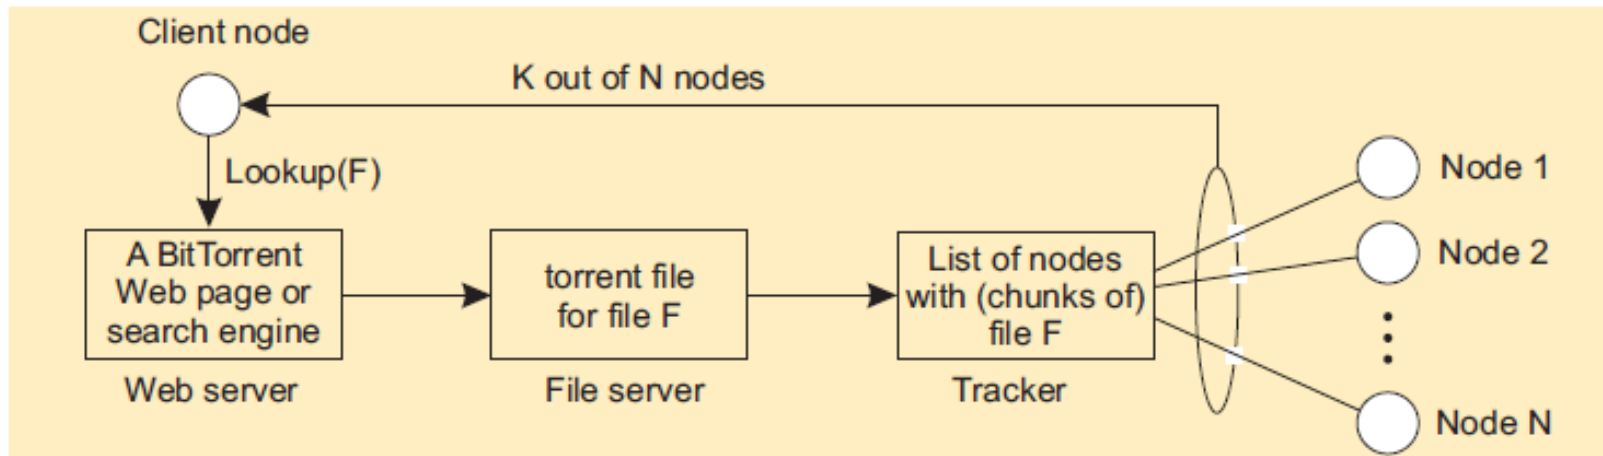 Client node
K out of N nodes
Lookup(F)
A BitTorrent
Web page or
search engine
Web server
torrent file
for file F
File server
List of nodes
with (chunks of)
file F
Tracker
Node 1
Node 2
Node N